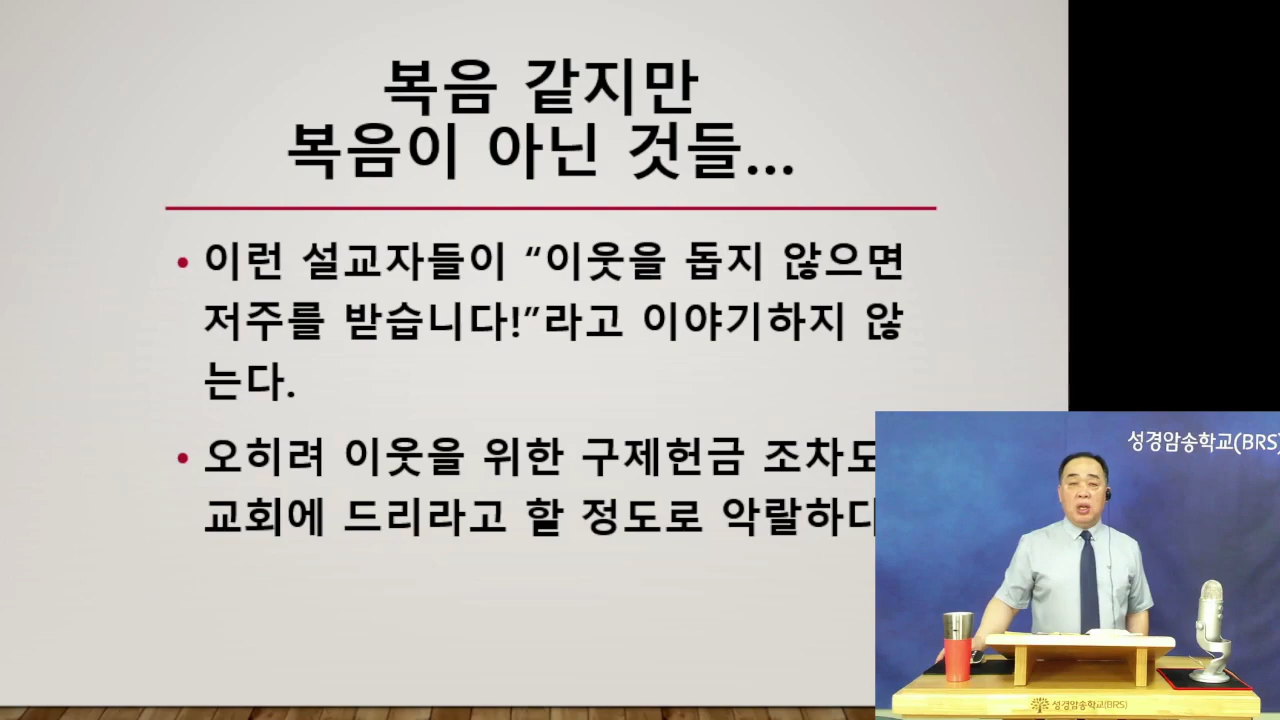 복음 같지만
복음이 아닌 것들...
• 이런 설교자들이 “이웃을 돕지 않으면
저주를 받습니다!”라고 이야기하지 않
는다.
• 오히려 이웃을 위한 구제헌금 조차도
교회에 드리라고 할 정도로 악랄하다
성경암송학교(BRS)
성경암송학교(BRS)